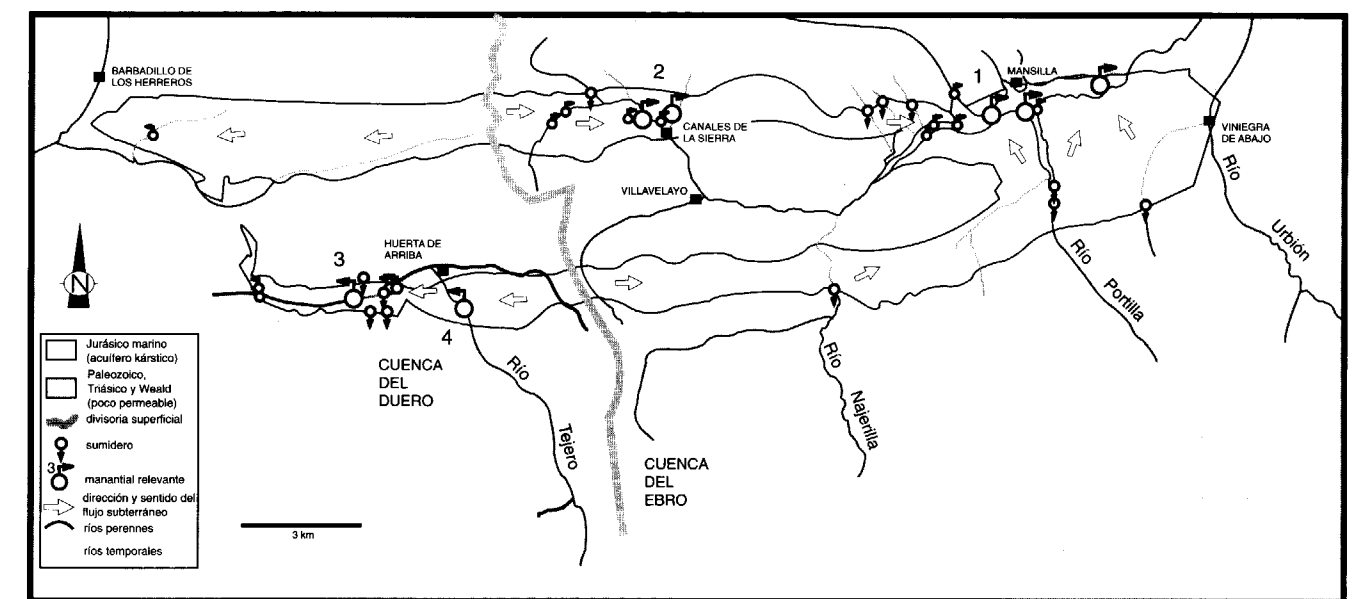 BARBADILLO DE
LOS HERREROS
2
CANALES DE
LA SIERRA
1
MANSILLA
VINIEGRA
DE ABAJO
VILLAVELAYO
Río
Urbión
Río
Portilla
N
3
HUERTA DE
ARRIBA
4
Río
Tejero
CUENCA
DEL
DUERO
CUENCA
DEL
EBRO
Río
Najerilla
Jurásico marino
(acuífero kárstico)
Paleozoico,
Triásico y Weald
(poco permeable)
divisoria superficial
sumidero
3
manantial relevante
dirección y sentido del
flujo subterráneo
ríos perennes
ríos temporales
3 km